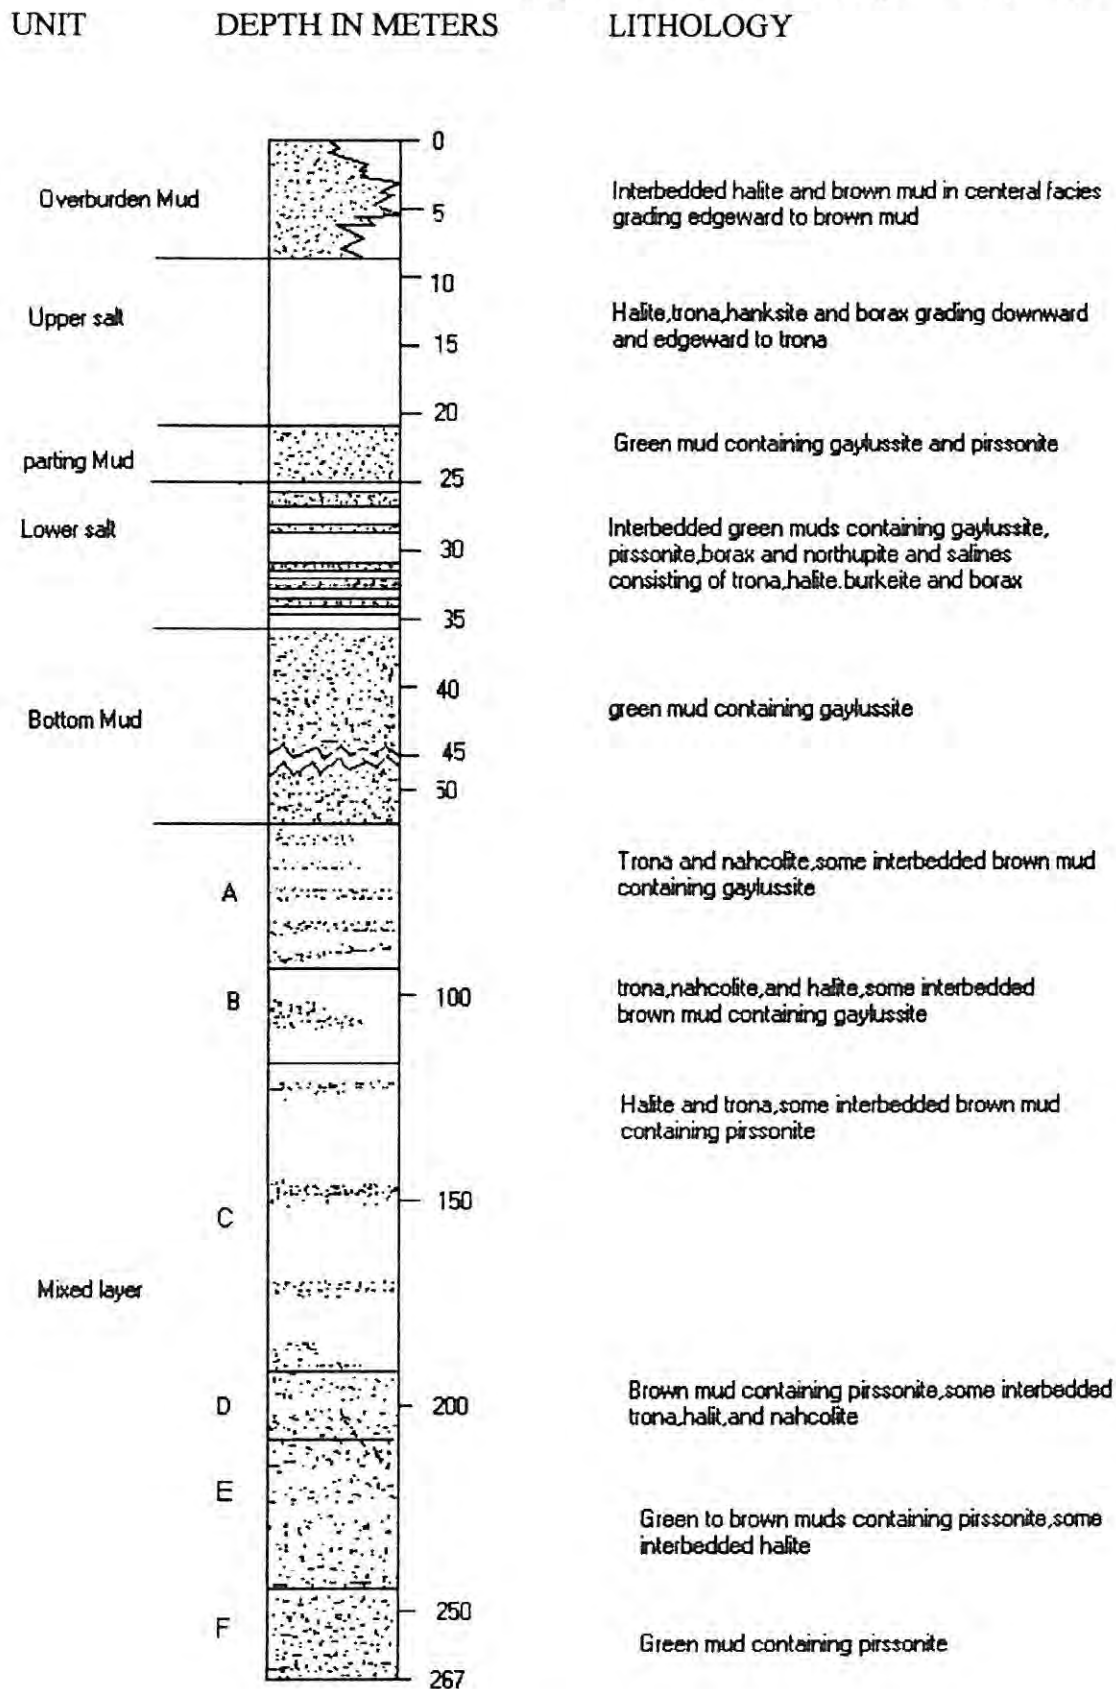 UNIT DEPTH IN METERS LITHOLOGY
0
Overburden Mud
Interbedded halite and brown mud in centeral facies
grading edgeward to brown mud
5
10
Upper salt
Halite,trona,hanksite and borax grading downward
and edgeward to trona
15
20
parting Mud
Green mud containing gaylussite and pirssonite
25
Lower salt
Interbedded green muds containing gaylussite,
pirssonite,borax and northupite and salines
consisting of trona,halite.burkeite and borax
30
35
40
Bottom Mud
green mud containing gaylussite
45
50
A
Trona and nahcolite,some interbedded brown mud
containing gaylussite
B
100
trona,nahcolite,and halite,some interbedded
brown mud containing gaylussite
Halite and trona,some interbedded brown mud
containing pirssonite
150
C
Mixed layer
D
200
Brown mud containing pirssonite,some interbedded
trona,halit,and nahcolite
E
Green to brown muds containing pirssonite,some
interbedded halite
250
F
Green mud containing pirssonite
267